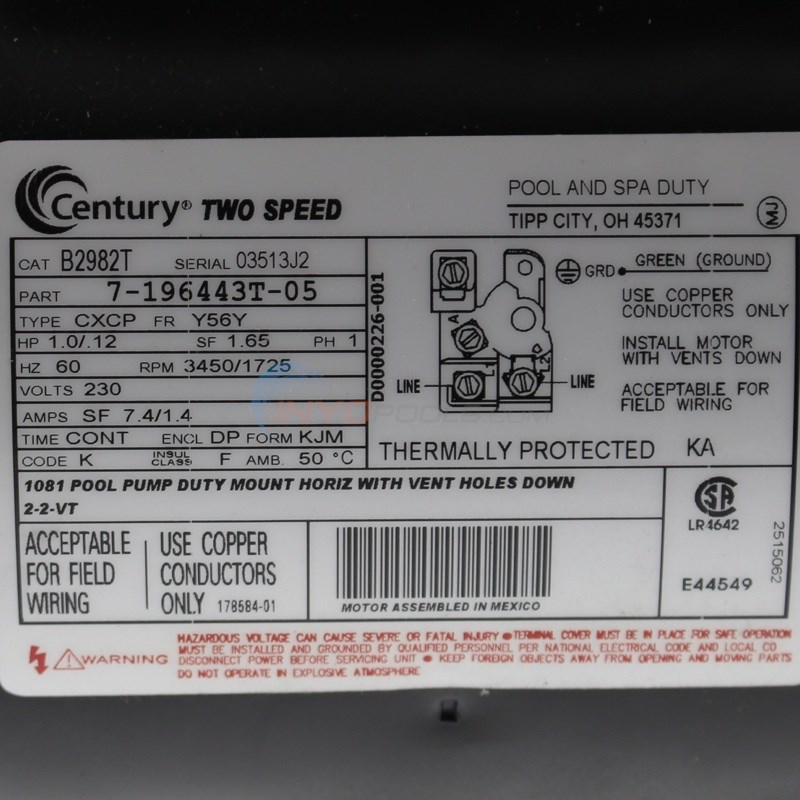 Century® TWO SPEED
POOL AND SPA DUTY
TIPP CITY, OH 45371
MJ
CAT B2982T SERIAL 03513J2
PART 7-196443T-05
TYPE CXCP FR Y56Y
HP 1.0/.12 SF 1.65 PH 1
HZ 60 RPM 3450/1725
VOLTS 230
AMPS SF 7.4/1.4
TIME CONT ENCL DP FORM KJM
CODE K INSUL CLASS F AMB. 50 °C
D0000226-001
GRD GREEN (GROUND)
A
LINE L1 L2 LINE
USE COPPER
CONDUCTORS ONLY
INSTALL MOTOR
WITH VENTS DOWN
ACCEPTABLE FOR
FIELD WIRING
THERMALLY PROTECTED KA
INYOPOOLS.COM
1081 POOL PUMP DUTY MOUNT HORIZ WITH VENT HOLES DOWN
2-2-VT
ACCEPTABLE
FOR FIELD
WIRING
USE COPPER
CONDUCTORS
ONLY 178584-01
MOTOR ASSEMBLED IN MEXICO
SA
LR4642
E44549
2515062
WARNING
HAZARDOUS VOLTAGE CAN CAUSE SEVERE OR FATAL INJURY ● TERMINAL COVER MUST BE IN PLACE FOR SAFE OPERATION
MUST BE INSTALLED AND GROUNDED BY QUALIFIED PERSONNEL PER NATIONAL ELECTRICAL CODE AND LOCAL CO
DISCONNECT POWER BEFORE SERVICING UNIT ● KEEP FOREIGN OBJECTS AWAY FROM OPENING AND MOVING PARTS
DO NOT OPERATE IN EXPLOSIVE ATMOSPHERE